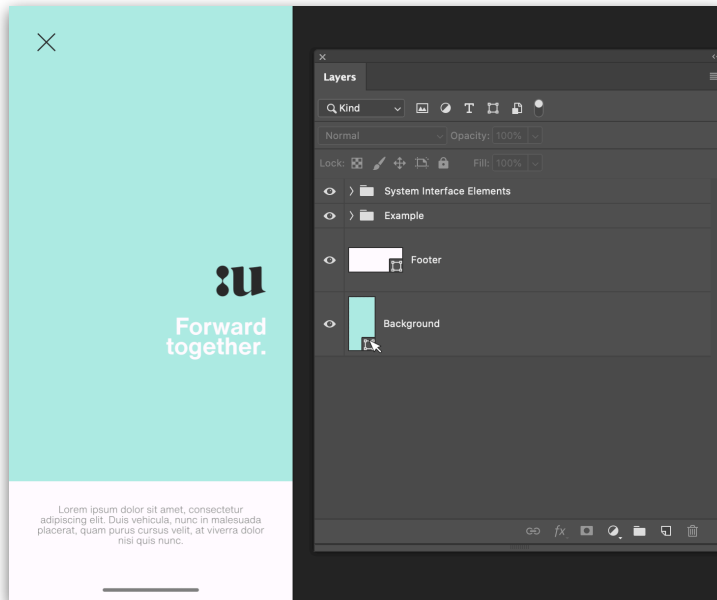 :u
Forward
together.
Lorem ipsum dolor sit amet, consectetur
adipiscing elit. Duis vehicula, nunc in malesuada
placerat, quam purus cursus velit, at viverra dolor
nisi quis nunc.
Layers
Kind
T
Normal Opacity: 100%
Lock: Fill: 100%
System Interface Elements
Example
Footer
Background
fx